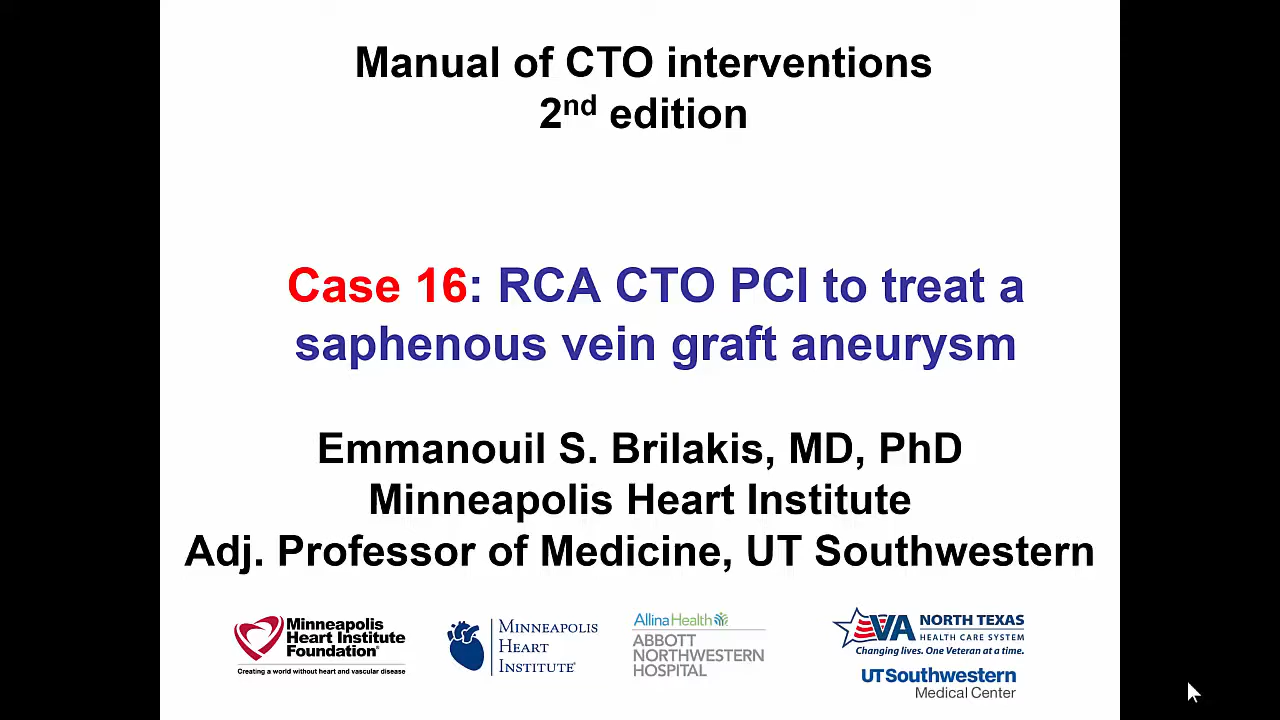 Manual of CTO interventions
2nd edition
Case 16: RCA CTO PCI to treat a
saphenous vein graft aneurysm
Emmanouil S. Brilakis, MD, PhD
Minneapolis Heart Institute
Adj. Professor of Medicine, UT Southwestern
Minneapolis
Heart Institute
Foundation®
Creating a world without heart and vascular disease
MINNEAPOLIS
HEART
INSTITUTE®
AllinaHealth
ABBOTT
NORTHWESTERN
HOSPITAL
VA NORTH TEXAS
HEALTH CARE SYSTEM
Changing lives. One Veteran at a time.
UTSouthwestern
Medical Center